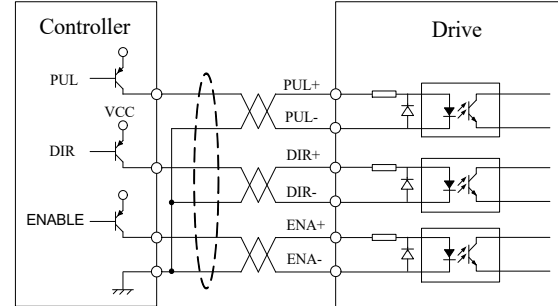 Controller
Drive
PUL
PUL+
VCC
PUL-
DIR
DIR+
DIR-
ENABLE
ENA+
ENA-